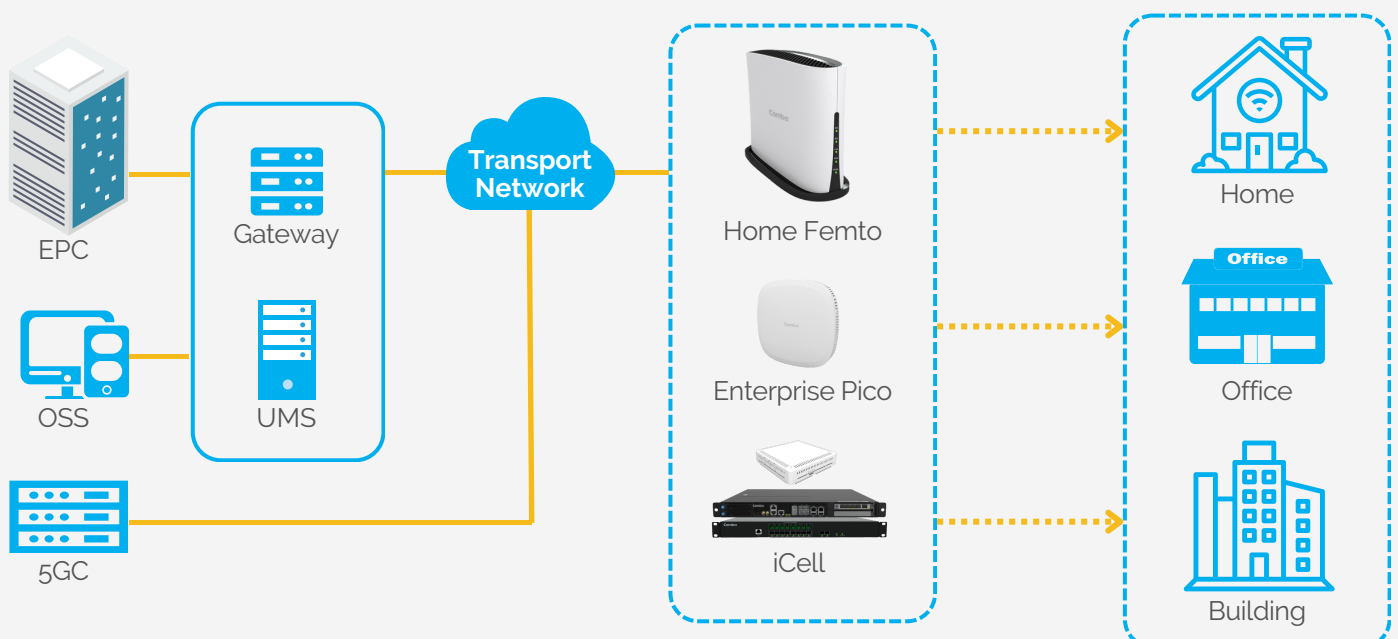 EPC
OSS
5GC
Gateway
UMS
Transport
Network
Home Femto
Enterprise Pico
iCell
Home
Office
Office
Building